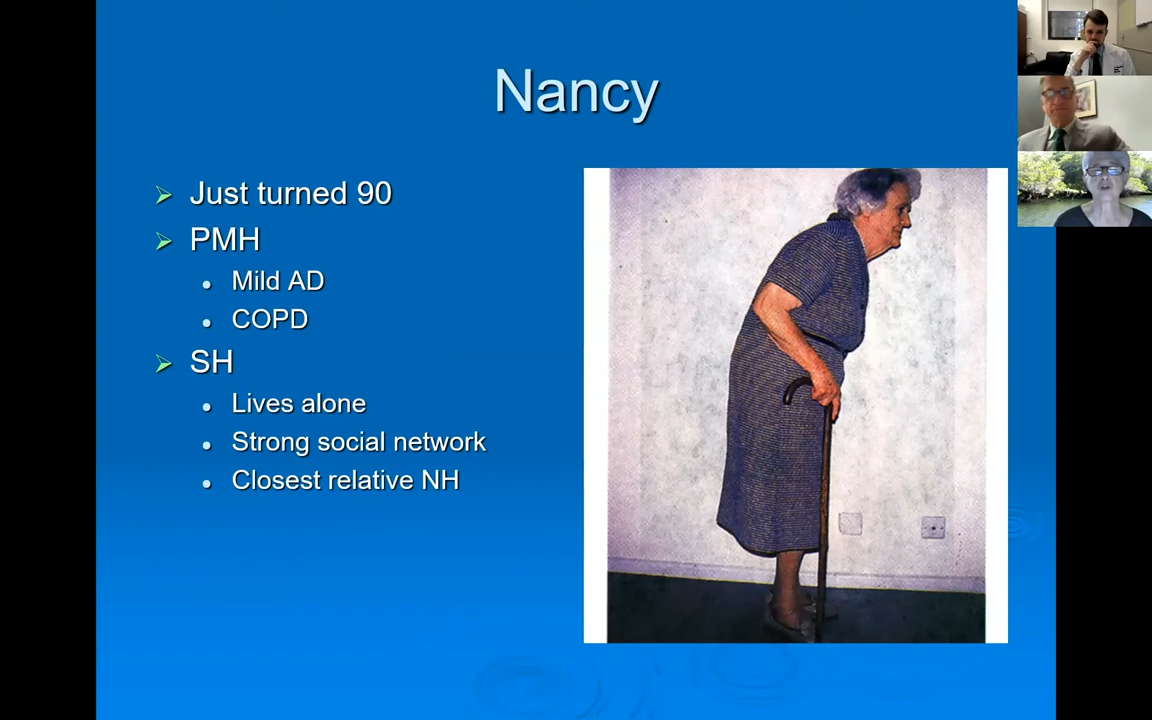 Nancy
Just turned 90
PMH
Mild AD
COPD
SH
Lives alone
Strong social network
Closest relative NH